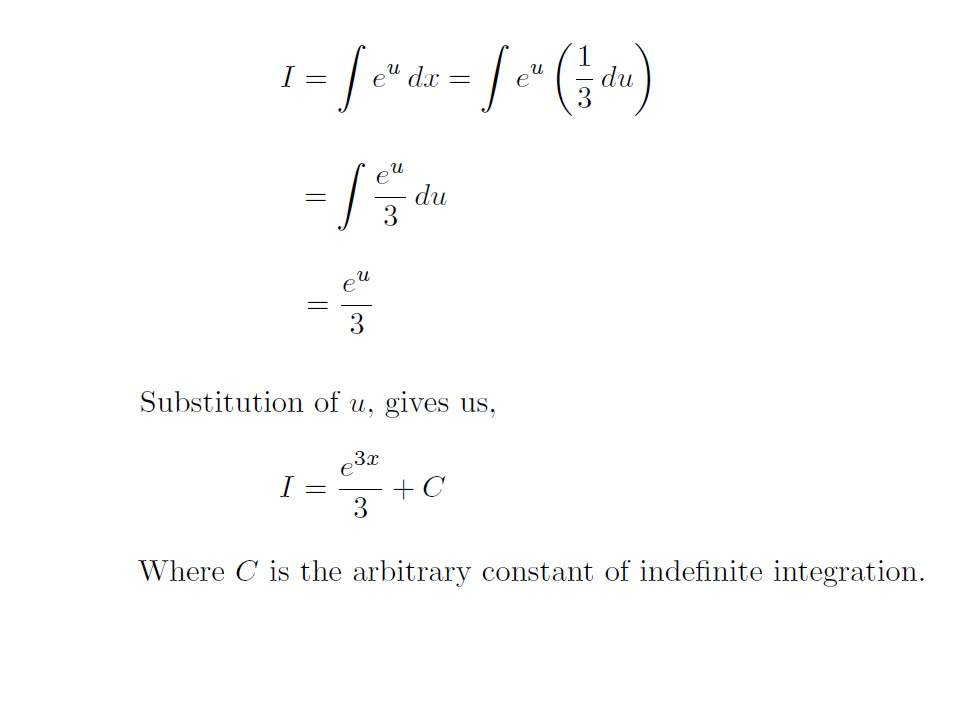 I = ∫ e^u dx = ∫ e^u (1/3 du)
= ∫ e^u/3 du
= e^u/3
Substitution of u, gives us,
I = e^{3x}/3 + C
Where C is the arbitrary constant of indefinite integration.